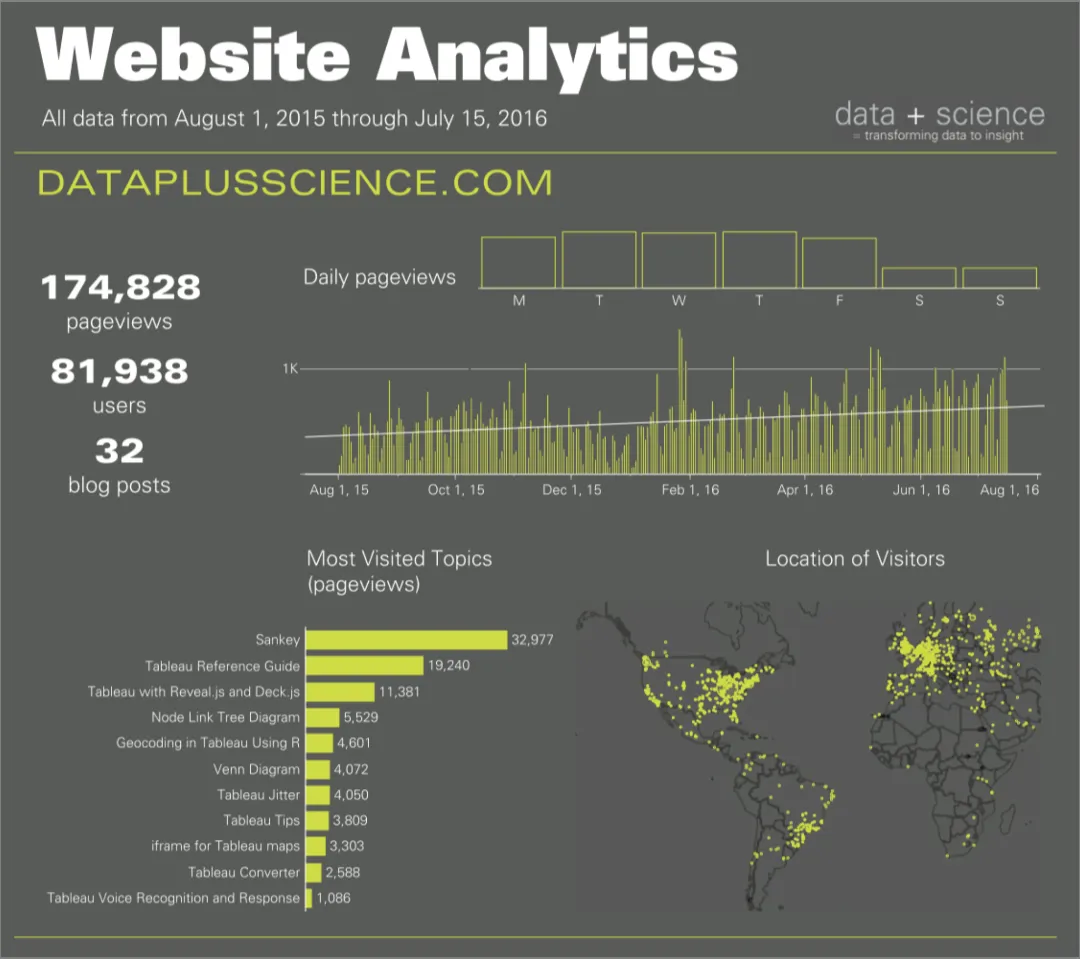 Website Analytics
All data from August 1, 2015 through July 15, 2016
data + science
= transforming data to insight
DATAPLUSSCIENCE.COM
174,828
pageviews
81,938
users
32
blog posts
Daily pageviews
M T W T F S S
1K
Aug 1, 15 Oct 1, 15 Dec 1, 15 Feb 1, 16 Apr 1, 16 Jun 1, 16 Aug 1, 16
Most Visited Topics
(pageviews)
Sankey 32,977
Tableau Reference Guide 19,240
Tableau with Reveal.js and Deck.js 11,381
Node Link Tree Diagram 5,529
Geocoding in Tableau Using R 4,601
Venn Diagram 4,072
Tableau Jitter 4,050
Tableau Tips 3,809
iframe for Tableau maps 3,303
Tableau Converter 2,588
Tableau Voice Recognition and Response 1,086
Location of Visitors